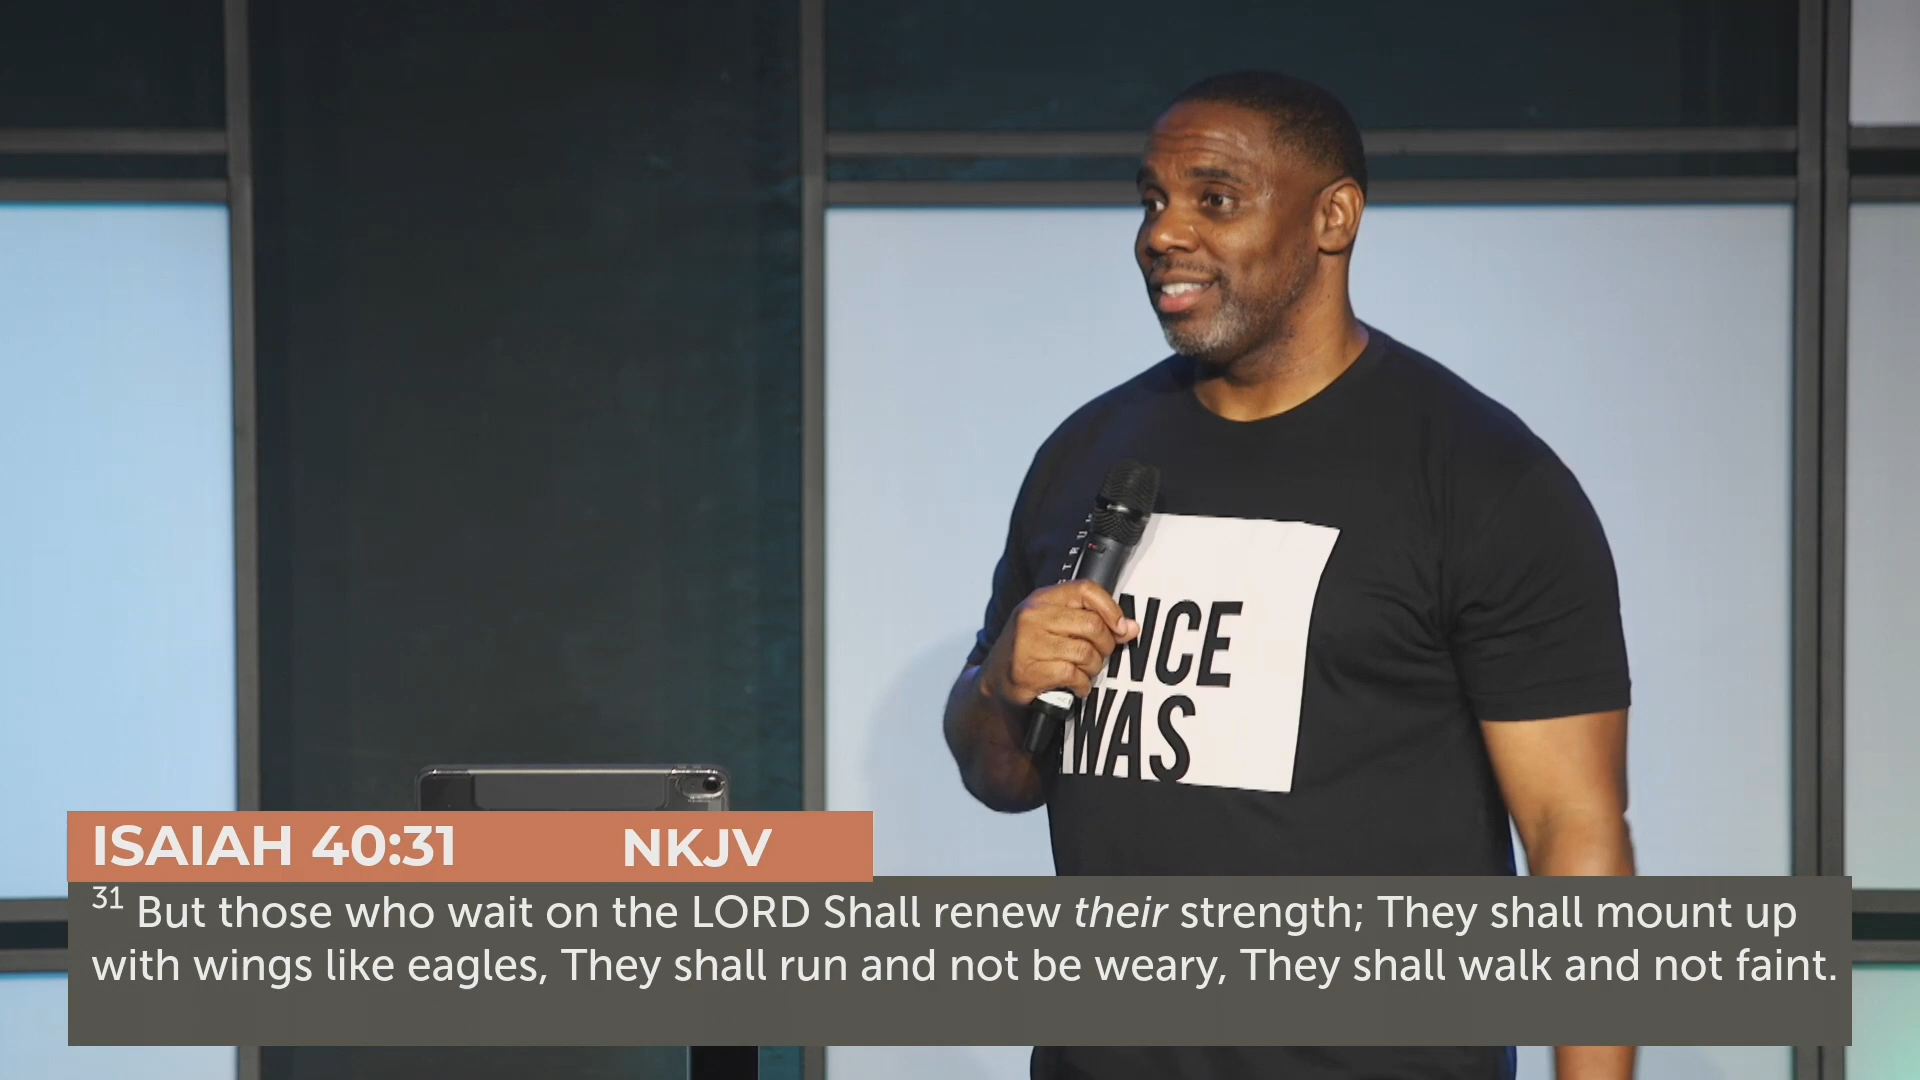 NCE
WAS
ISAIAH 40:31 NKJV
31 But those who wait on the LORD Shall renew their strength; They shall mount up
with wings like eagles, They shall run and not be weary, They shall walk and not faint.